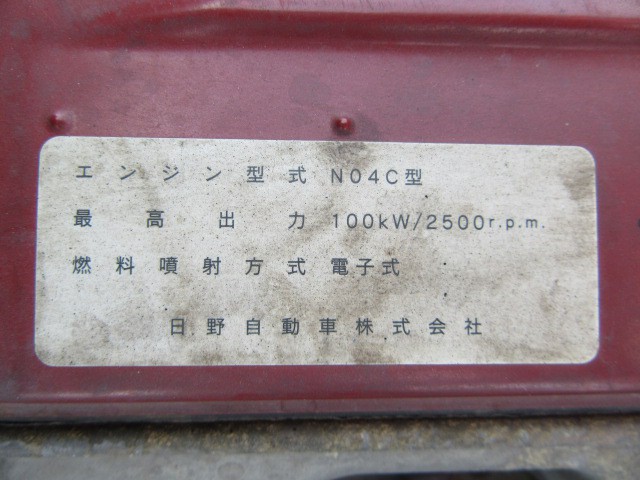 エンジン型式 N04C型
最高出力 100kW/2500r.p.m.
燃料噴射方式 電子式
日野自動車株式会社